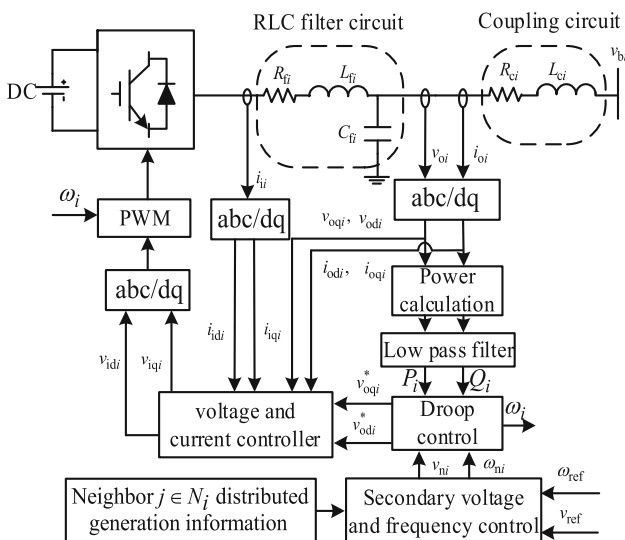 RLC filter circuit
Coupling circuit
R_fi
L_fi
C_fi
R_ci
L_ci
DC
i_ii
v_oi
i_oi
abc/dq
abc/dq
ω_i
PWM
v_oqi, v_odi
i_odi, i_oqi
abc/dq
Power
calculation
i_idi
i_iqi
Low pass filter
v_idi
v_iqi
P_i
Q_i
v*_oqi
v*_odi
voltage and
current controller
Droop
control
ω_i
v_ni
ω_ni
Neighbor j ∈ N_i distributed
generation information
Secondary voltage
and frequency control
ω_ref
v_ref